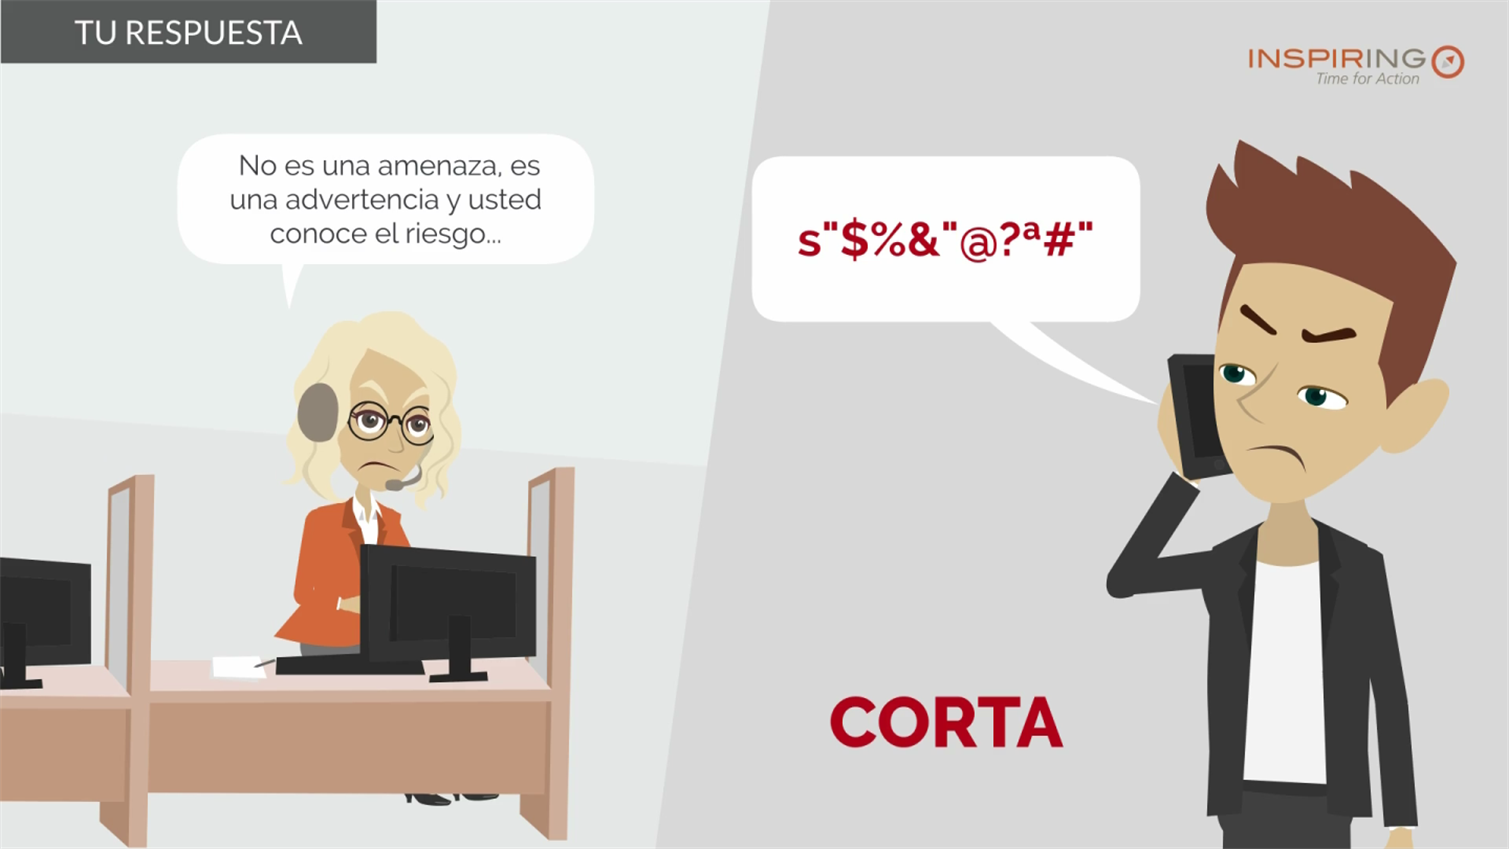 TU RESPUESTA
INSPIRING
Time for Action
No es una amenaza, es
una advertencia y usted
conoce el riesgo...
s"$%&"@?ª#"
CORTA